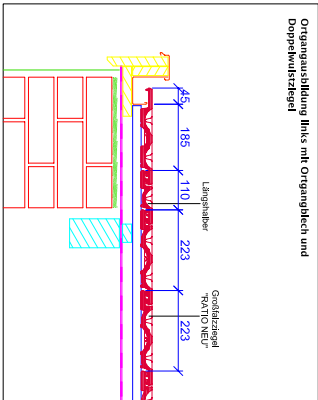 Ortgangausbildung links mit Ortgangblech und
Doppelwulstziegel
45
185
110
223
223
Längshalber
Großfalzziegel
"RATIO NEU"